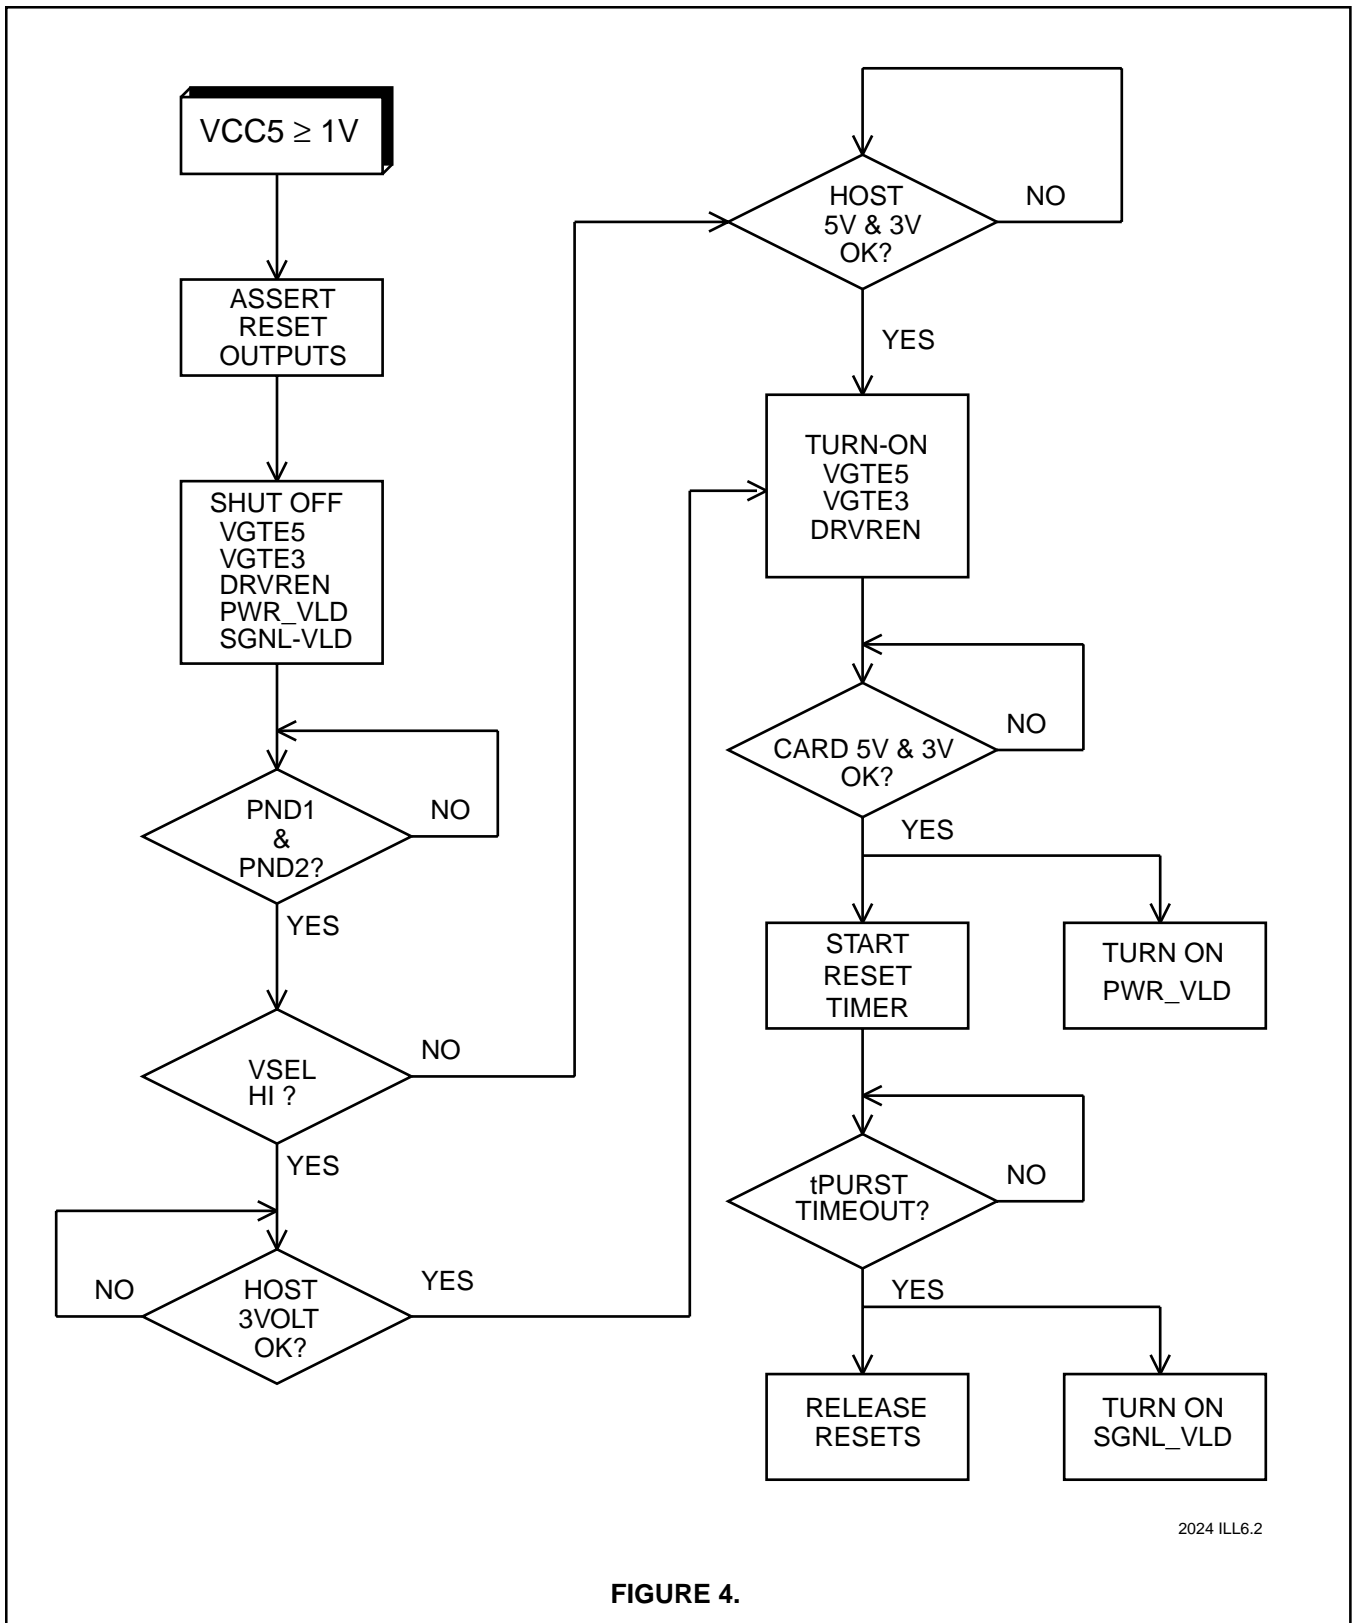 VCC5 ≥ 1V
ASSERT
RESET
OUTPUTS
SHUT OFF
VGTE5
VGTE3
DRVREN
PWR_VLD
SGNL-VLD
PND1
&
PND2?
NO
YES
VSEL
HI ?
NO
YES
HOST
3VOLT
OK?
NO
YES
HOST
5V & 3V
OK?
NO
YES
TURN-ON
VGTE5
VGTE3
DRVREN
CARD 5V & 3V
OK?
NO
YES
START
RESET
TIMER
TURN ON
PWR_VLD
tPURST
TIMEOUT?
NO
YES
RELEASE
RESETS
TURN ON
SGNL_VLD
2024 ILL6.2
FIGURE 4.